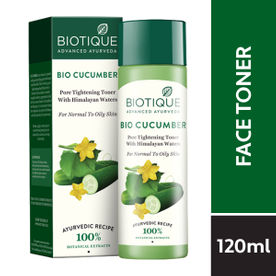 BIOTIQUE
ADVANCED AYURVEDA
BIO CUCUMBER
Pore Tightening Toner
With Himalayan Waters
For Normal To Oily Skin
AYURVEDIC RECIPE
100%
BOTANICAL EXTRACTS
BIOTIQUE
ADVANCED AYURVEDA
BIO CUCUMBER
Pore Tightening Toner
With Himalayan Waters
For Normal To Oily Skin
AYURVEDIC RECIPE
100%
BOTANICAL EXTRACTS
FACE TONER
120ml